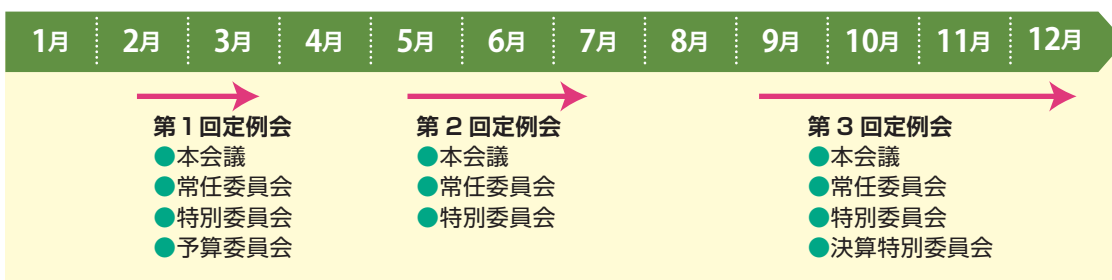 1月 2月 3月 4月 5月 6月 7月 8月 9月 10月 11月 12月
第1回定例会
●本会議
●常任委員会
●特別委員会
●予算委員会
第2回定例会
●本会議
●常任委員会
●特別委員会
第3回定例会
●本会議
●常任委員会
●特別委員会
●決算特別委員会